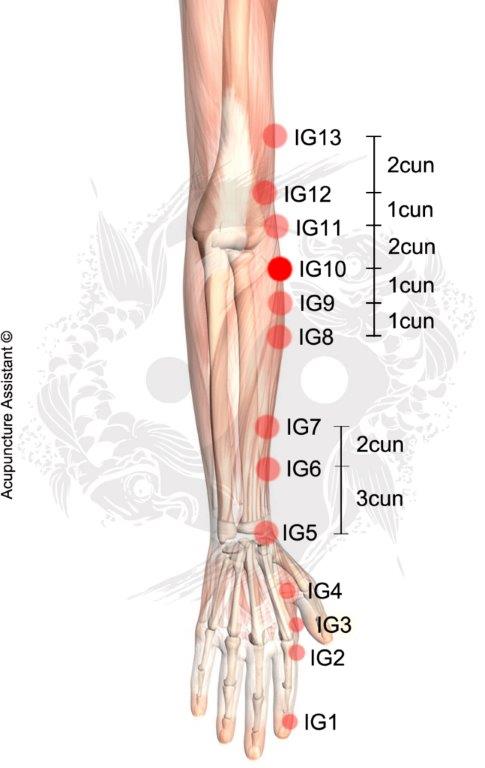 IG13
2cun
IG12
1cun
IG11
2cun
IG10
1cun
IG9
1cun
IG8
IG7
2cun
IG6
3cun
IG5
IG4
IG3
IG2
IG1
Acupuncture Assistant ©